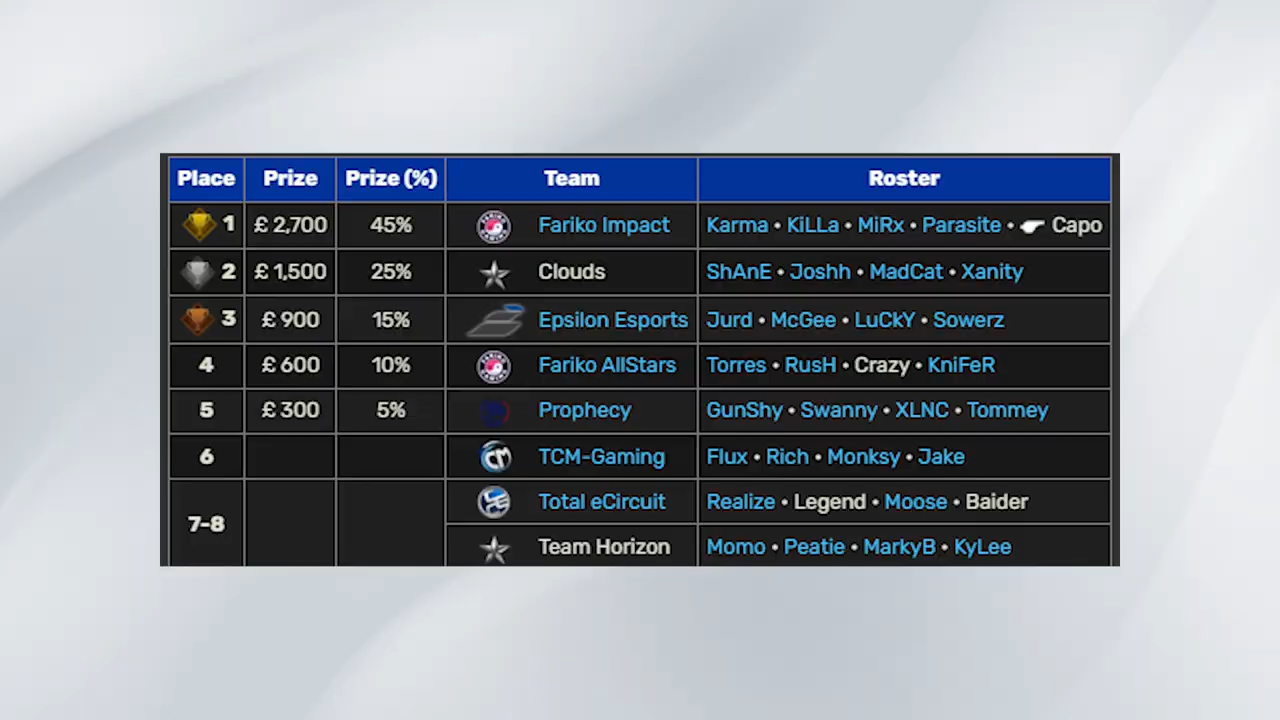 Place Prize Prize (%) Team Roster
1 £ 2,700 45% Fariko Impact Karma • KiLLa • MiRx • Parasite • Capo
2 £ 1,500 25% Clouds ShAnE • Joshh • MadCat • Xanity
3 £ 900 15% Epsilon Esports Jurd • McGee • LuCkY • Sowerz
4 £ 600 10% Fariko AllStars Torres • RusH • Crazy • KniFeR
5 £ 300 5% Prophecy GunShy • Swanny • XLNC • Tommey
6 TCM-Gaming Flux • Rich • Monksy • Jake
7-8 Total eCircuit Realize • Legend • Moose • Baider
Team Horizon Momo • Peatie • MarkyB • KyLee